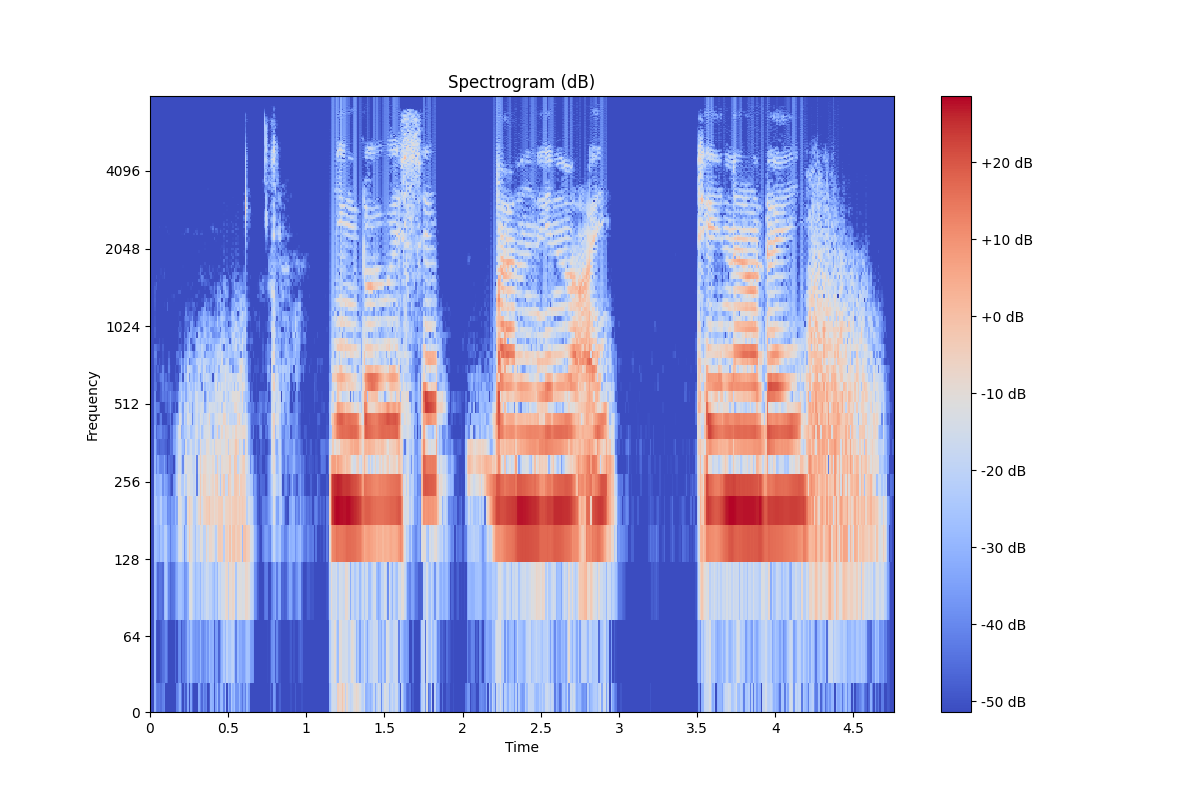 Spectrogram (dB)
Frequency
4096
2048
1024
512
256
128
64
0
0 0.5 1 1.5 2 2.5 3 3.5 4 4.5
Time
+20 dB
+10 dB
+0 dB
-10 dB
-20 dB
-30 dB
-40 dB
-50 dB